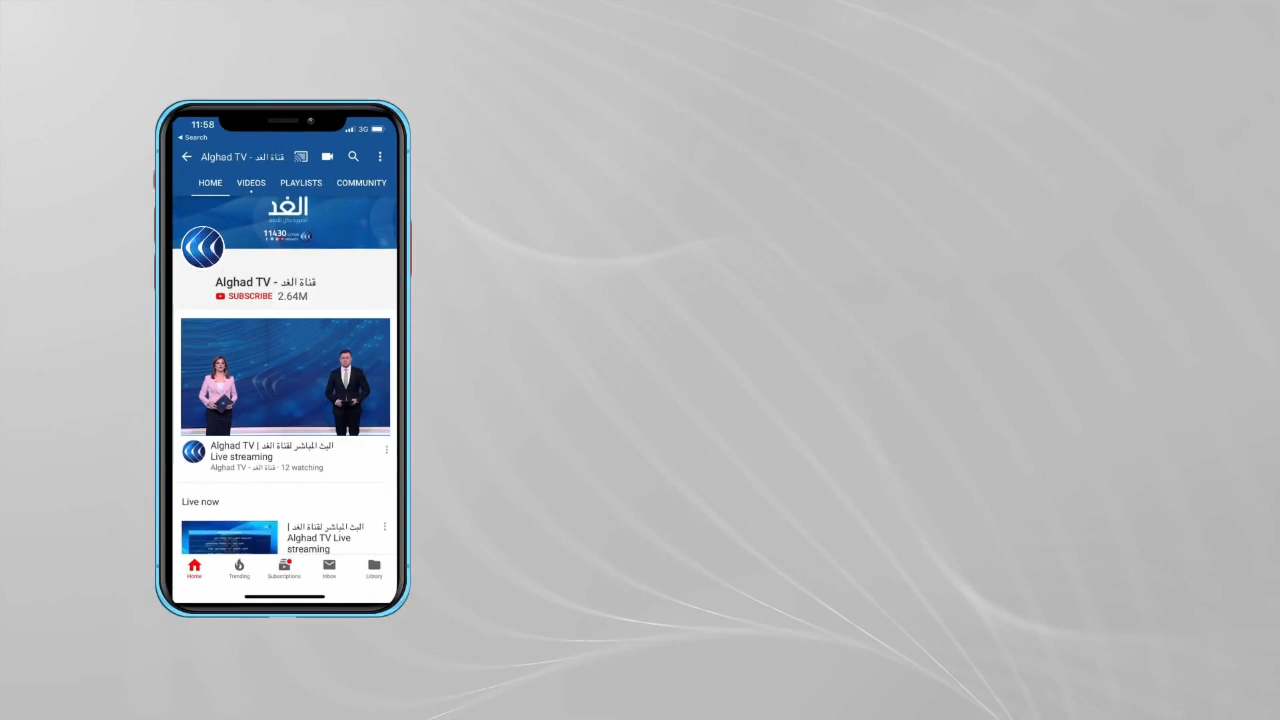 11:58
3G
Search
Alghad TV - قناة الغد
HOME VIDEOS PLAYLISTS COMMUNITY
الغد
11430
Alghad TV - قناة الغد
SUBSCRIBE 2.64M
البث المباشر لقناة الغد | Alghad TV
Live streaming
Alghad TV - قناة الغد · 12 watching
Live now
البث المباشر لقناة الغد |
Alghad TV Live
streaming
Home Trending Subscriptions Inbox Library